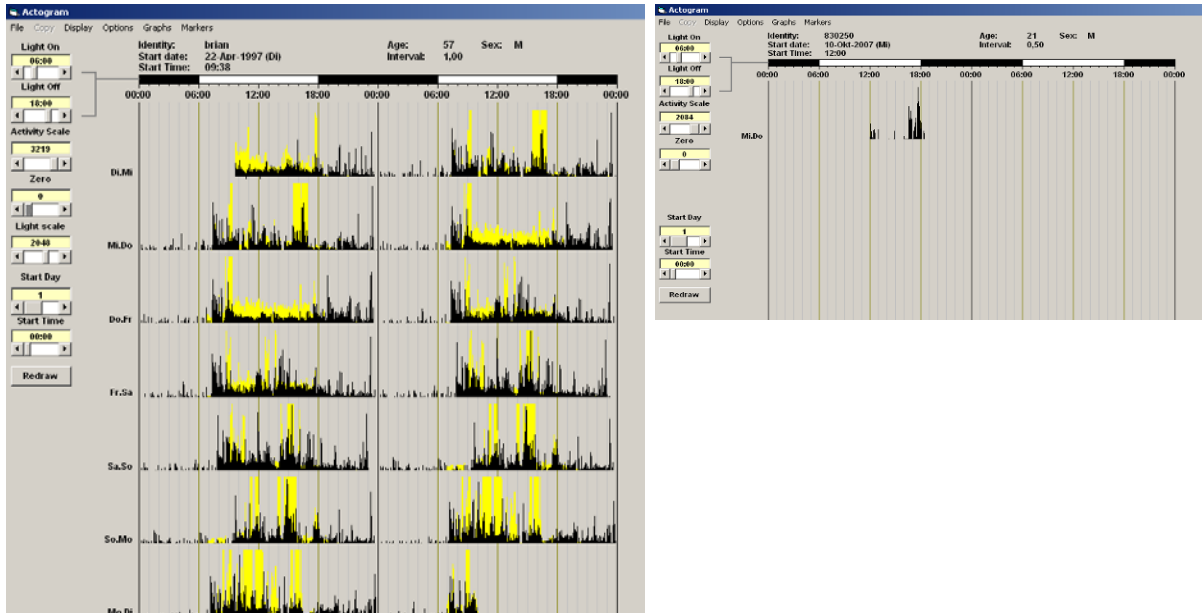 Actogram
File Copy Display Options Graphs Markers
Light On
06:00
Light Off
18:00
Activity Scale
3219
Zero
0
Light scale
2048
Start Day
1
Start Time
00:00
Redraw
Identity: brian Age: 57 Sex: M
Start date: 22-Apr-1997 (Di) Interval: 1,00
Start Time: 09:38
00:00 06:00 12:00 18:00 00:00 06:00 12:00 18:00 00:00
Di.Mi
Mi.Do
Do.Fr
Fr.Sa
Sa.So
So.Mo
Mo.Di
Actogram
File Copy Display Options Graphs Markers
Light On
06:00
Light Off
18:00
Activity Scale
2084
Zero
0
Start Day
1
Start Time
00:00
Redraw
Identity: 830250 Age: 21 Sex: M
Start date: 10-Okt-2007 (Mi) Interval: 0,50
Start Time: 12:00
00:00 06:00 12:00 18:00 00:00 06:00 12:00 18:00 00:00
Mi.Do